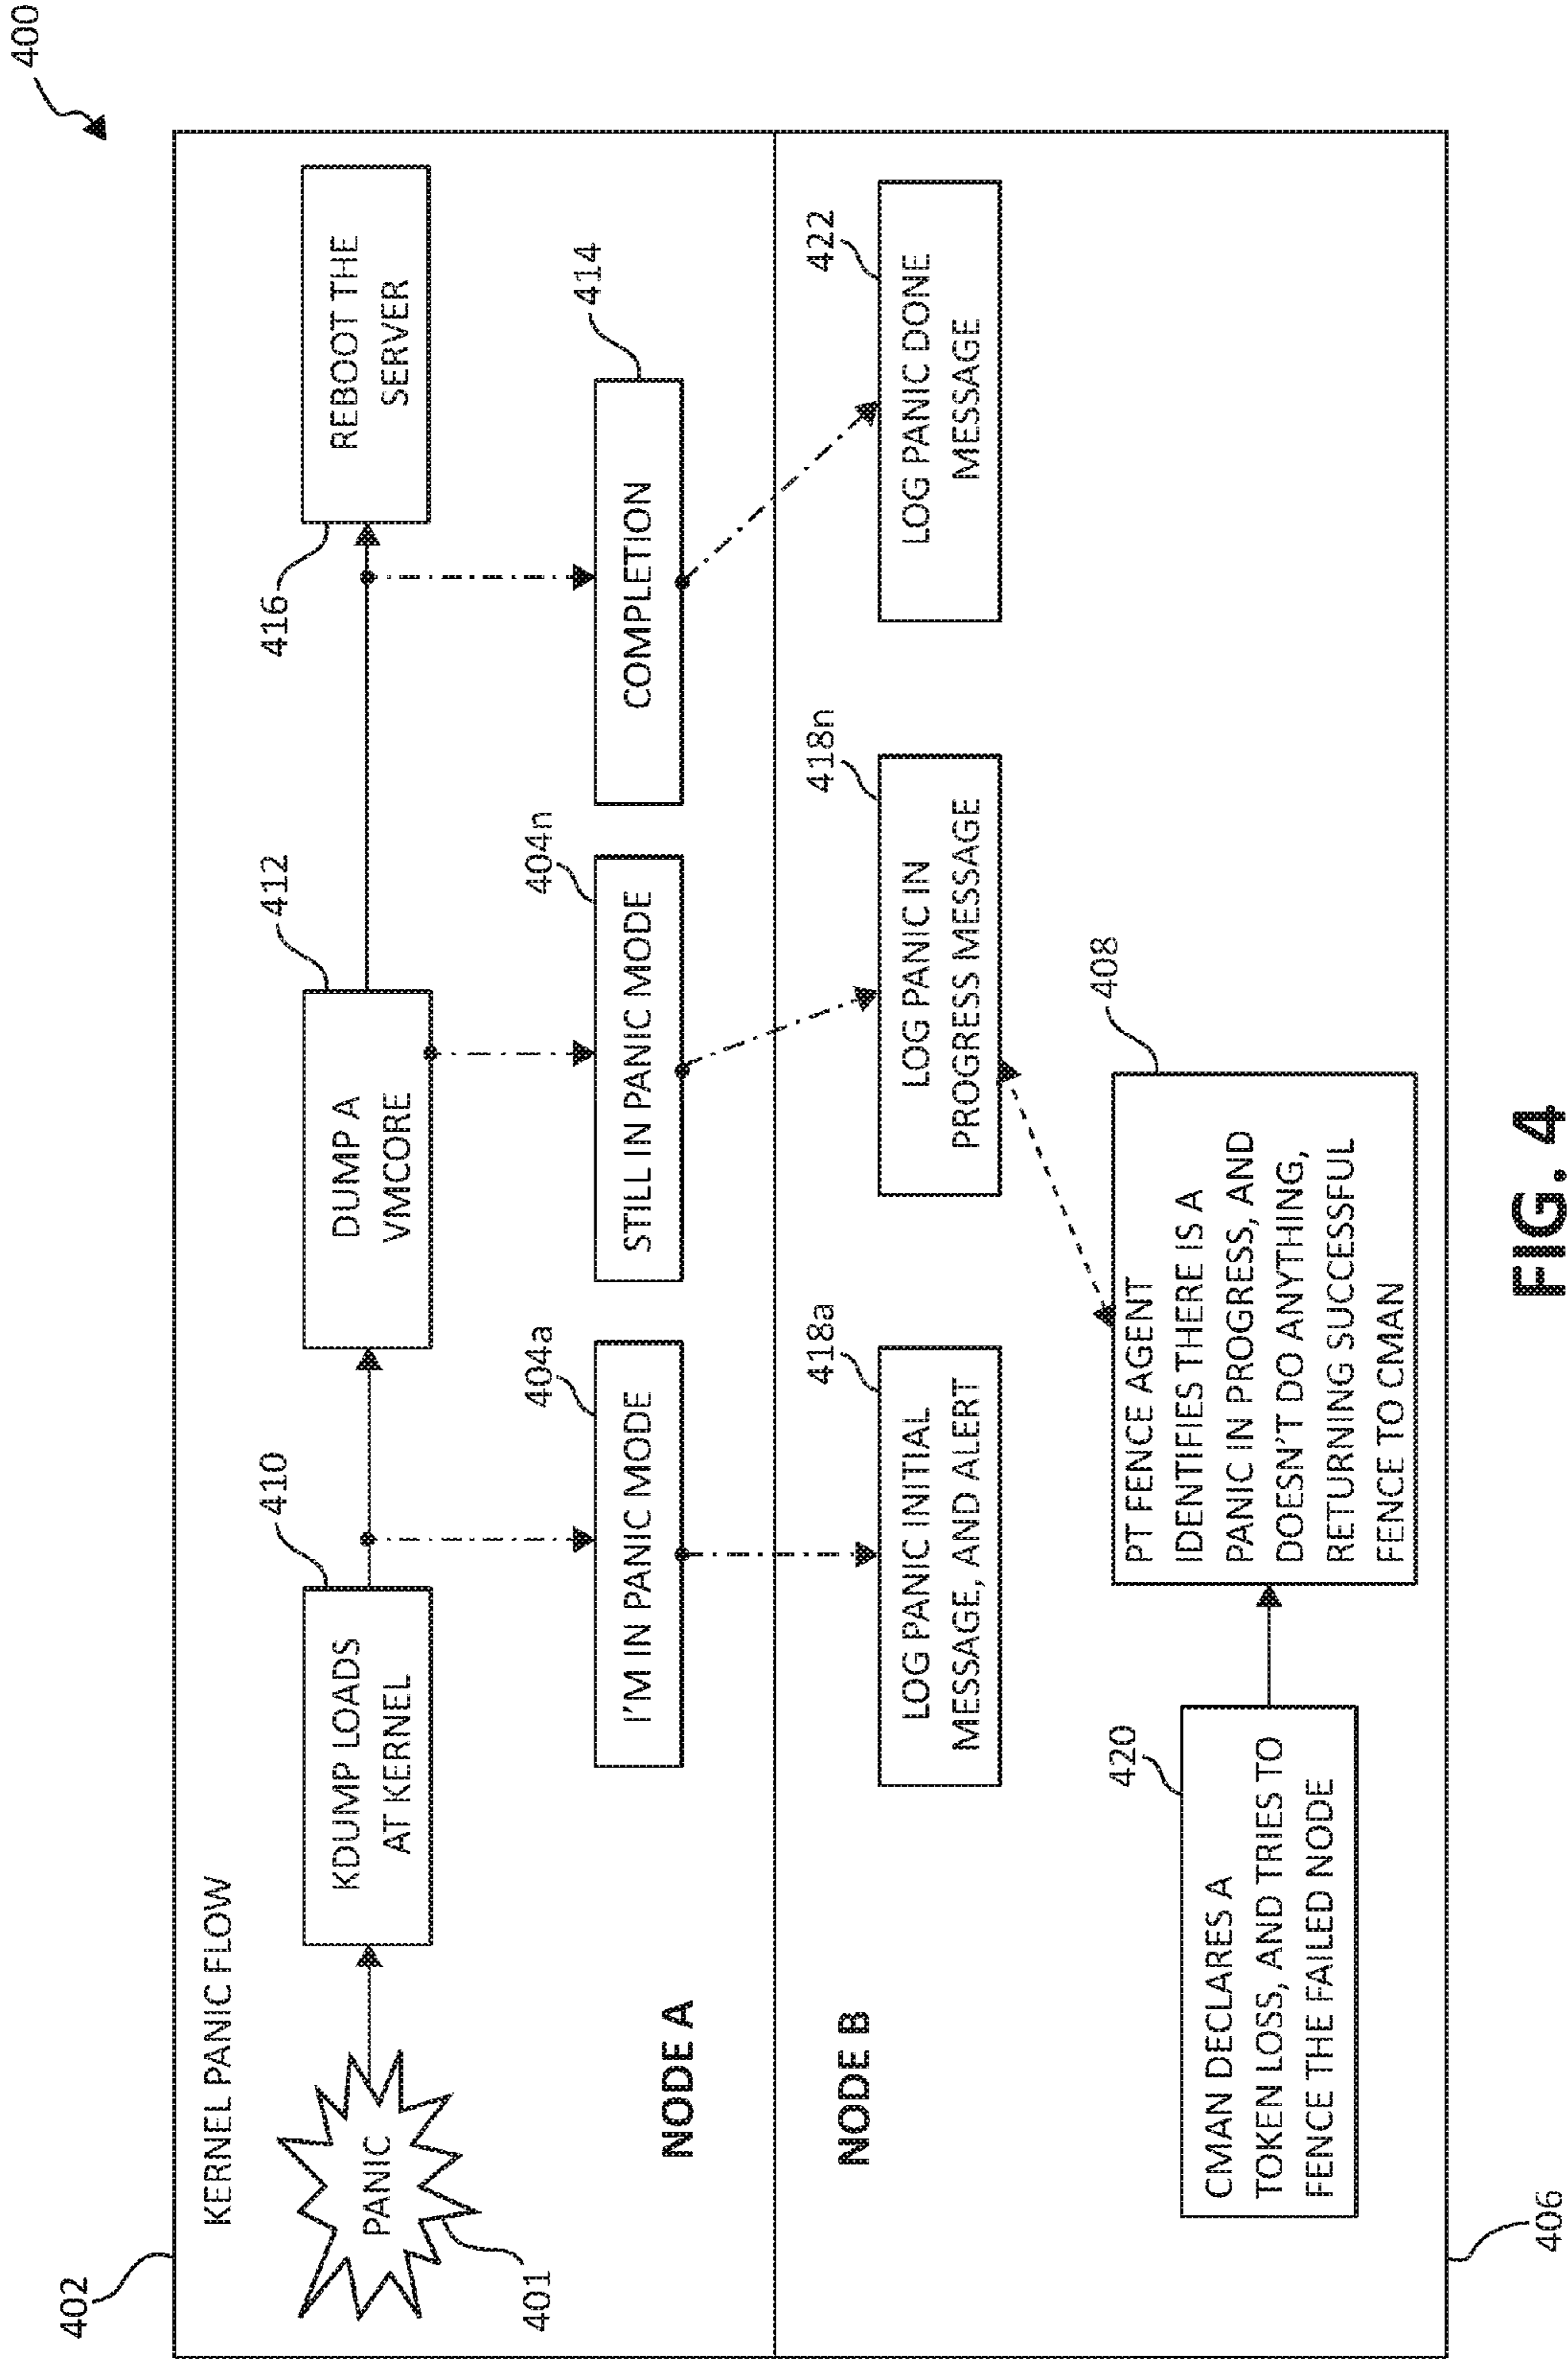 400
402
KERNEL PANIC FLOW
PANIC
401
410
KDUMP LOADS
AT KERNEL
412
DUMP A
VMCORE
416
REBOOT THE
SERVER
NODE A
404a
I'M IN PANIC MODE
404n
STILL IN PANIC MODE
414
COMPLETION
NODE B
418a
LOG PANIC INITIAL
MESSAGE, AND ALERT
418n
LOG PANIC IN
PROGRESS MESSAGE
422
LOG PANIC DONE
MESSAGE
420
CMAN DECLARES A
TOKEN LOSS, AND TRIES TO
FENCE THE FAILED NODE
408
PT FENCE AGENT
IDENTIFIES THERE IS A
PANIC IN PROGRESS, AND
DOESN'T DO ANYTHING,
RETURNING SUCCESSFUL
FENCE TO CMAN
406
FIG. 4